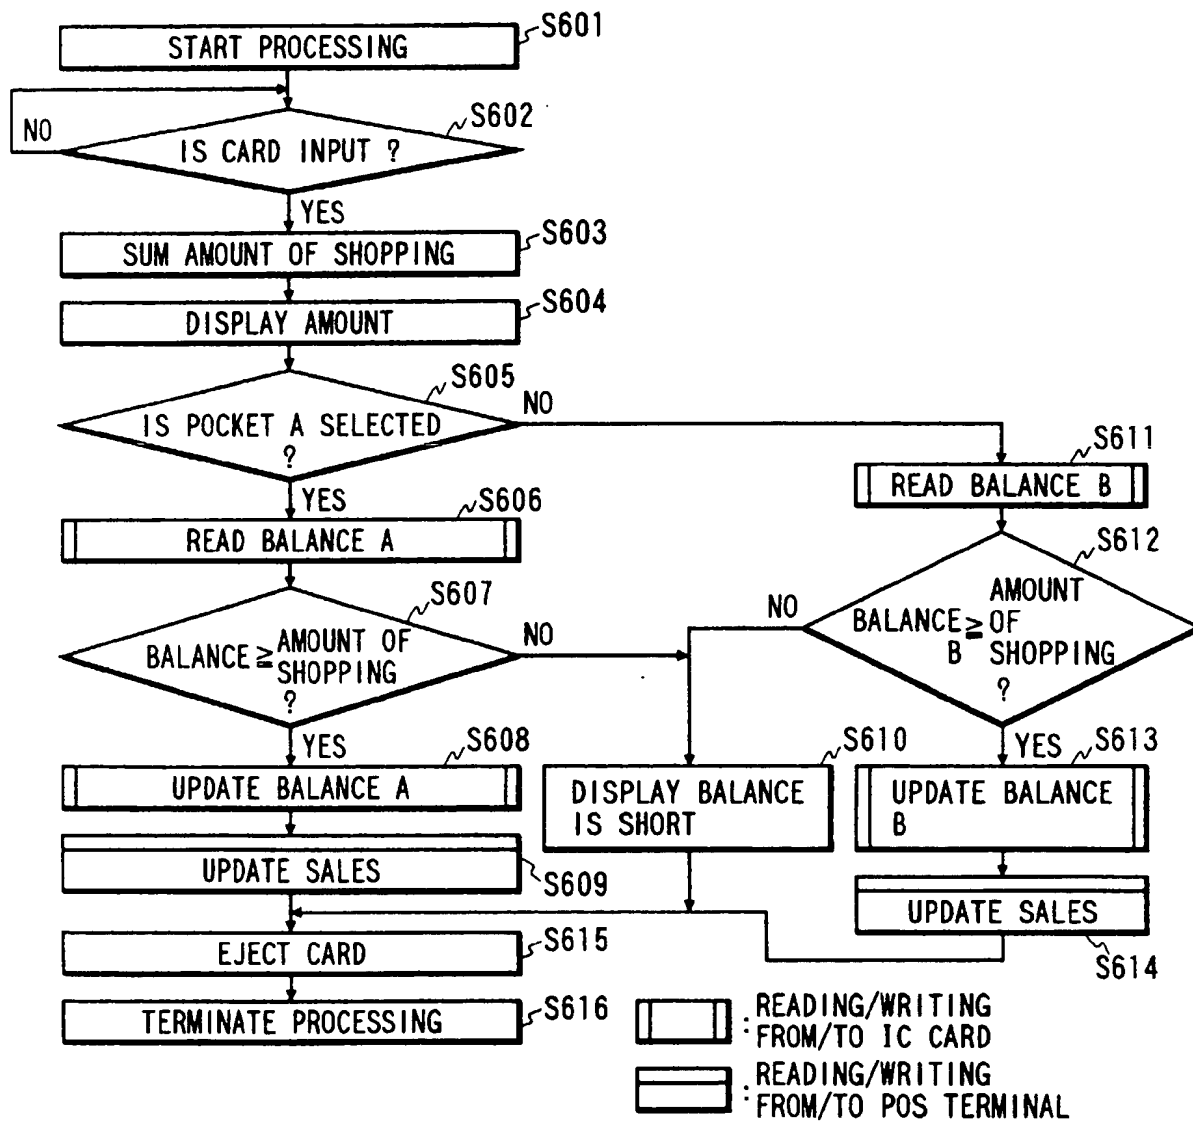 START PROCESSING
S601
NO
IS CARD INPUT ?
S602
YES
SUM AMOUNT OF SHOPPING
S603
DISPLAY AMOUNT
S604
IS POCKET A SELECTED
?
S605
NO
YES
READ BALANCE A
S606
READ BALANCE B
S611
BALANCE ≧ AMOUNT OF
SHOPPING
?
S607
NO
NO
AMOUNT
BALANCE ≧ OF
B SHOPPING
?
S612
YES
UPDATE BALANCE A
S608
UPDATE SALES
S609
DISPLAY BALANCE
IS SHORT
S610
YES
UPDATE BALANCE
B
S613
UPDATE SALES
S614
EJECT CARD
S615
TERMINATE PROCESSING
S616
: READING/WRITING
FROM/TO IC CARD
: READING/WRITING
FROM/TO POS TERMINAL